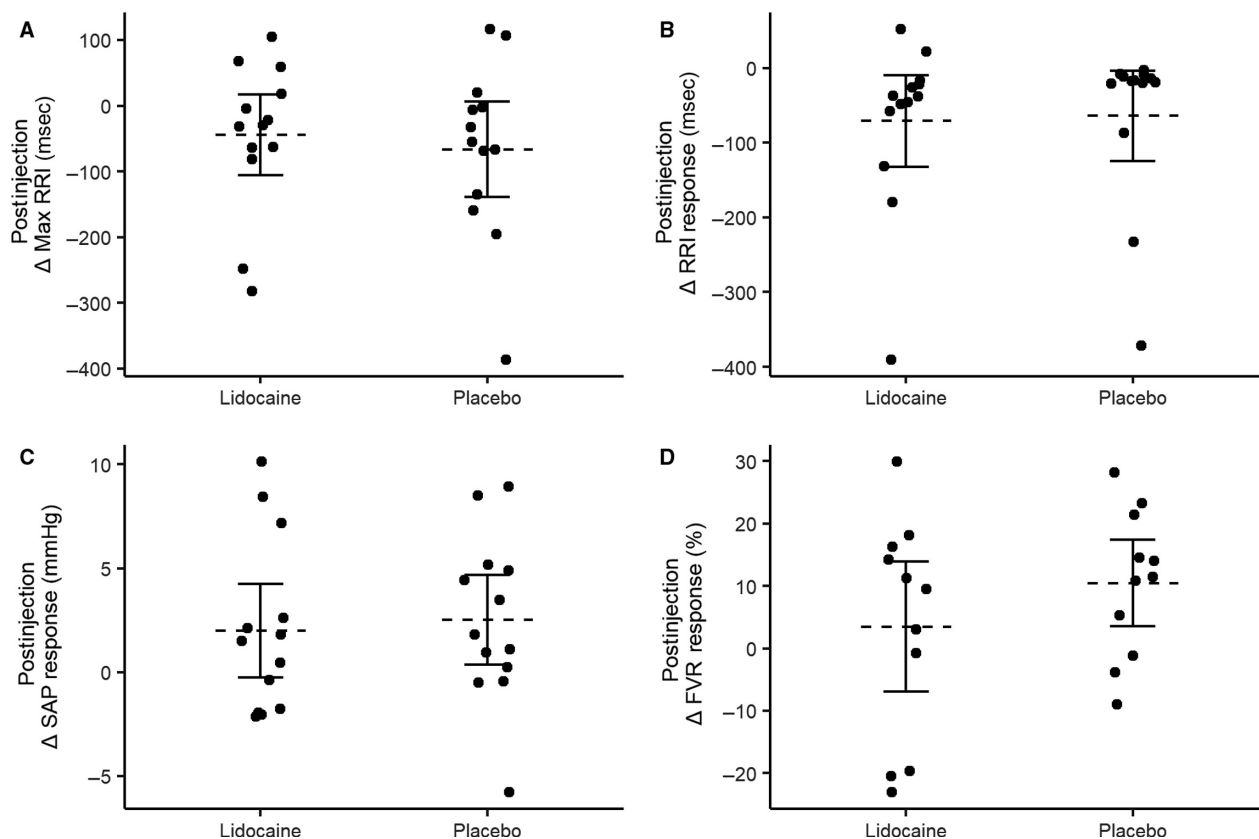 A
Postinjection
Δ Max RRI (msec)
100
0
–100
–200
–300
–400
Lidocaine
Placebo
B
Postinjection
Δ RRI response (msec)
0
–100
–200
–300
–400
Lidocaine
Placebo
C
Postinjection
Δ SAP response (mmHg)
10
5
0
–5
Lidocaine
Placebo
D
Postinjection
Δ FVR response (%)
30
20
10
0
–10
–20
Lidocaine
Placebo